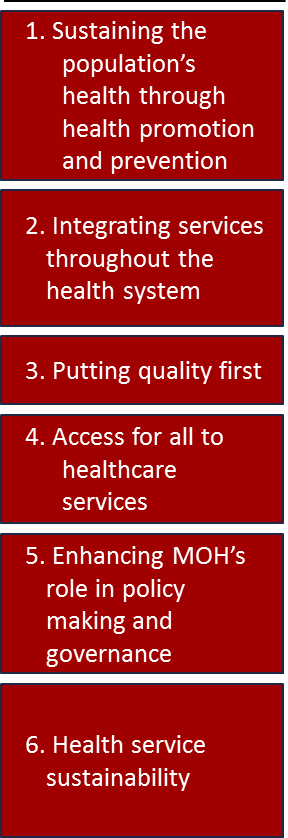 1. Sustaining the
population’s
health through
health promotion
and prevention
2. Integrating services
throughout the
health system
3. Putting quality first
4. Access for all to
healthcare
services
5. Enhancing MOH’s
role in policy
making and
governance
6. Health service
sustainability